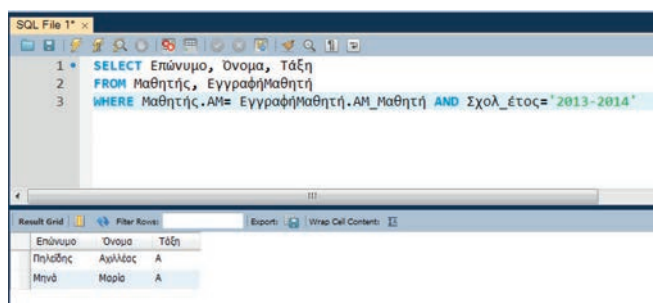 SQL File 1* ×
1 SELECT Επώνυμο, Όνομα, Τάξη
2 FROM Μαθητής, ΕγγραφήΜαθητή
3 WHERE Μαθητής.ΑΜ= ΕγγραφήΜαθητή.ΑΜ_Μαθητή AND Σχολ_έτος='2013-2014'
Result Grid Filter Rows: Export: Wrap Cell Content:
Επώνυμο Όνομα Τάξη
Πηλείδης Αχιλλέας Α
Μηνά Μαρία Α